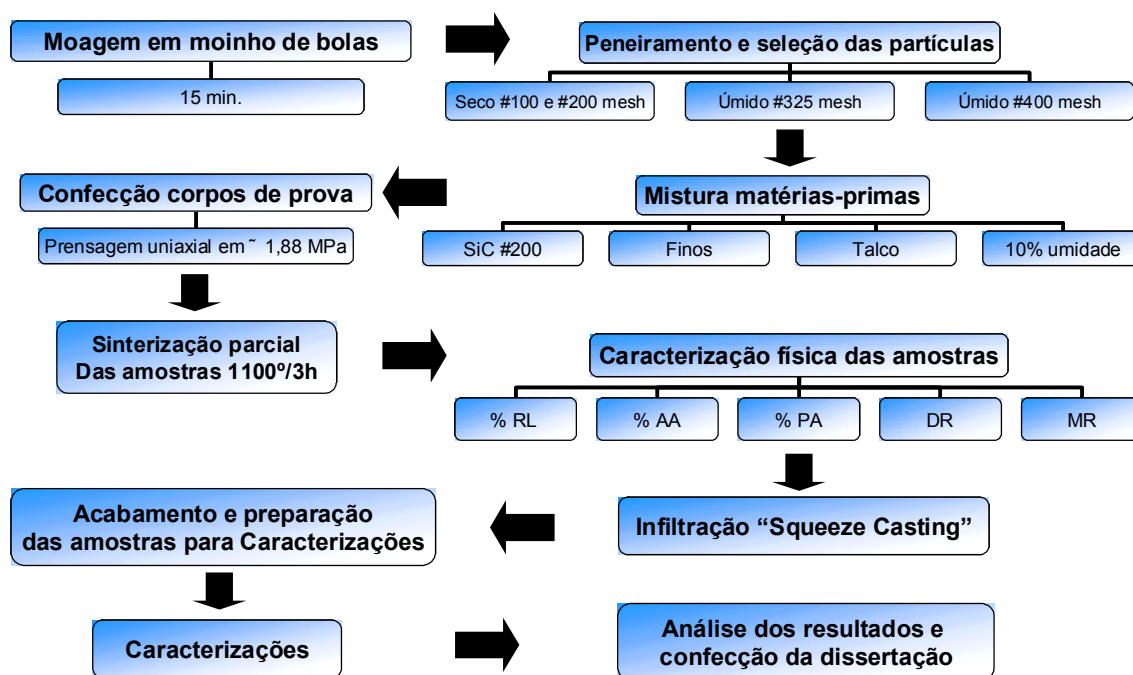 Moagem em moinho de bolas
15 min.
Peneiramento e seleção das partículas
Seco #100 e #200 mesh
Úmido #325 mesh
Úmido #400 mesh
Mistura matérias-primas
SiC #200
Finos
Talco
10% umidade
Confecção corpos de prova
Prensagem uniaxial em ˜ 1,88 MPa
Sinterização parcial
Das amostras 1100º/3h
Caracterização física das amostras
% RL
% AA
% PA
DR
MR
Infiltração “Squeeze Casting”
Acabamento e preparação
das amostras para Caracterizações
Caracterizações
Análise dos resultados e
confecção da dissertação